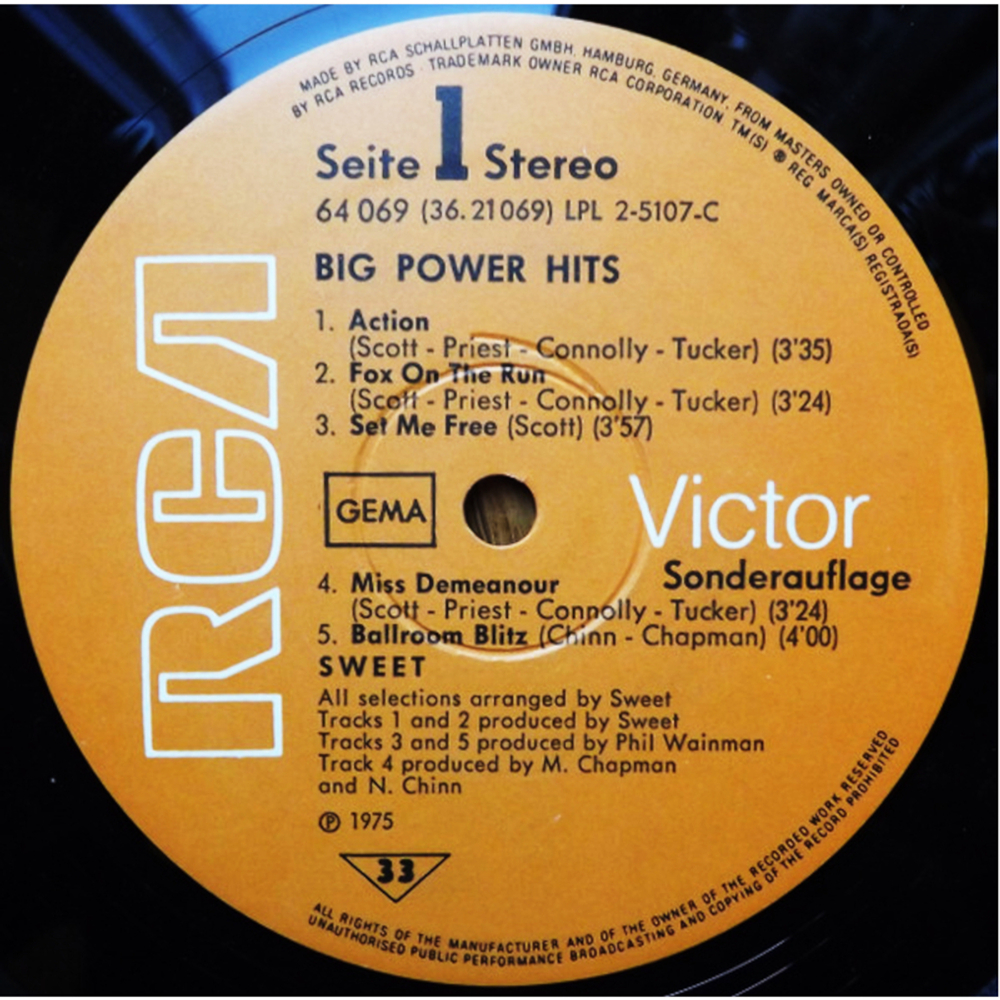 MADE BY RCA SCHALLPLATTEN GMBH, HAMBURG, GERMANY, FROM MASTERS OWNED OR CONTROLLED
BY RCA RECORDS · TRADEMARK OWNER RCA CORPORATION, TM(S) ® REG. MARCA(S) REGISTRADA(S)
Seite 1 Stereo
64 069 (36.21069) LPL 2-5107-C
BIG POWER HITS
1. Action
(Scott - Priest - Connolly - Tucker) (3'35)
2. Fox On The Run
(Scott - Priest - Connolly - Tucker) (3'24)
3. Set Me Free (Scott) (3'57)
RCA
GEMA
Victor
Sonderauflage
4. Miss Demeanour
(Scott - Priest - Connolly - Tucker) (3'24)
5. Ballroom Blitz (Chinn - Chapman) (4'00)
SWEET
All selections arranged by Sweet
Tracks 1 and 2 produced by Sweet
Tracks 3 and 5 produced by Phil Wainman
Track 4 produced by M. Chapman
and N. Chinn
℗ 1975
33
ALL RIGHTS OF THE MANUFACTURER AND OF THE OWNER OF THE RECORDED WORK RESERVED
UNAUTHORISED PUBLIC PERFORMANCE BROADCASTING AND COPYING OF THE RECORD PROHIBITED